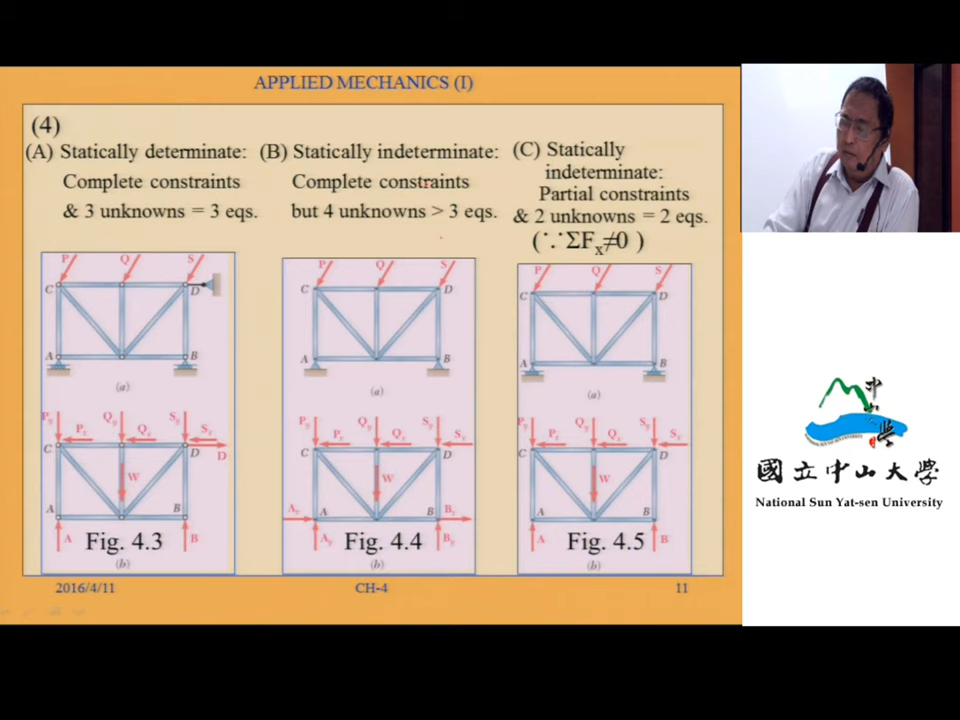 APPLIED MECHANICS (I)
(4)
(A) Statically determinate:
Complete constraints
& 3 unknowns = 3 eqs.
(B) Statically indeterminate:
Complete constraints
but 4 unknowns > 3 eqs.
(C) Statically
indeterminate:
Partial constraints
& 2 unknowns = 2 eqs.
(∵ΣFx≠0 )
P Q S
C D
A B
(a)
Py Qy Sy
Px Qx Sx
C D D
W
A B
A B
Fig. 4.3
(b)
P Q S
C D
A B
(a)
Py Qy Sy
Px Qx Sx
C D
W
Ax A B Bx
Ay By
Fig. 4.4
(b)
P Q S
C D
A B
(a)
Py Qy Sy
Px Qx Sx
C D
W
A B
A B
Fig. 4.5
(b)
2016/4/11 CH-4 11
國立中山大學
National Sun Yat-sen University